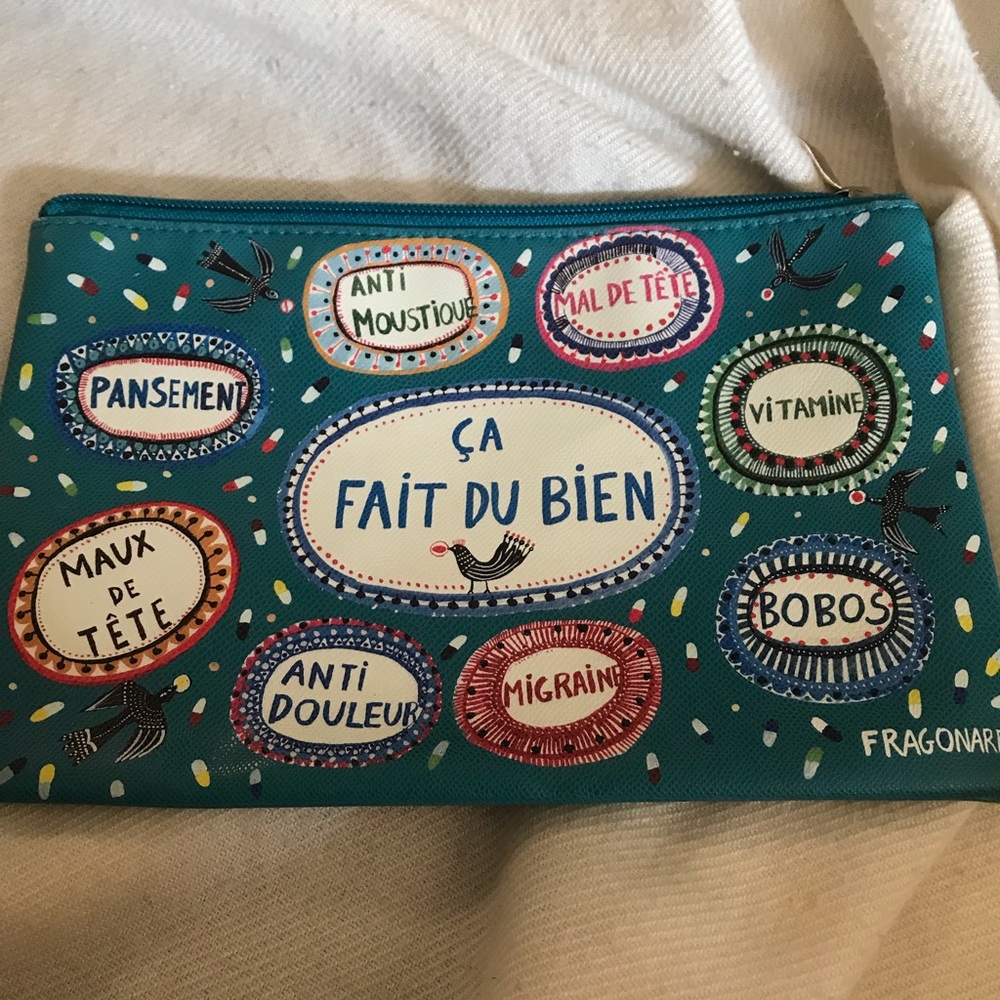 ANTI
MOUSTIQUE
MAL DE TÊTE
PANSEMENT
VITAMINE
ÇA
FAIT DU BIEN
MAUX
DE
TÊTE
BOBOS
ANTI
DOULEUR
MIGRAINE
FRAGONARD